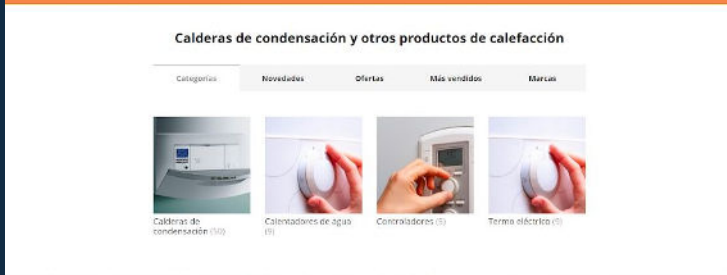 Calderas de condensación y otros productos de calefacción
Categorías
Novedades
Ofertas
Más vendidos
Marcas
Calderas de
condensación (50)
Calentadores de agua
(9)
Controladores (5)
Termo eléctrico (5)